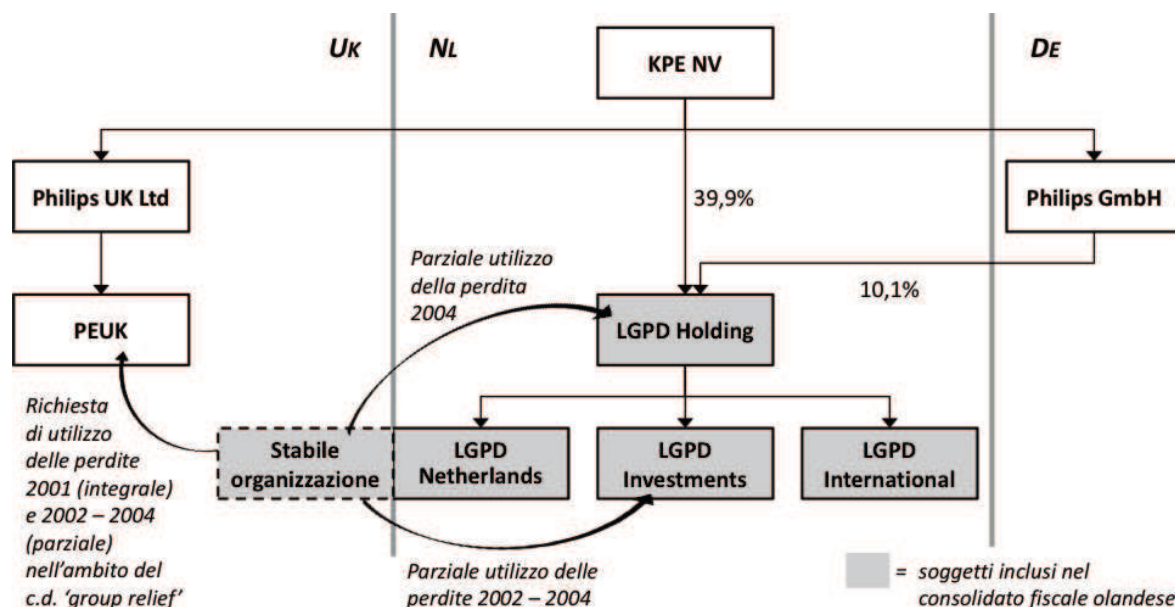 UK
NL
DE
KPE NV
Philips UK Ltd
39,9%
Philips GmbH
Parziale utilizzo
della perdita
2004
10,1%
PEUK
LGPD Holding
Richiesta
di utilizzo
delle perdite
2001 (integrale)
e 2002 – 2004
(parziale)
nell'ambito del
c.d. 'group relief'
Stabile
organizzazione
LGPD
Netherlands
LGPD
Investments
LGPD
International
Parziale utilizzo delle
perdite 2002 – 2004
= soggetti inclusi nel
consolidato fiscale olandese